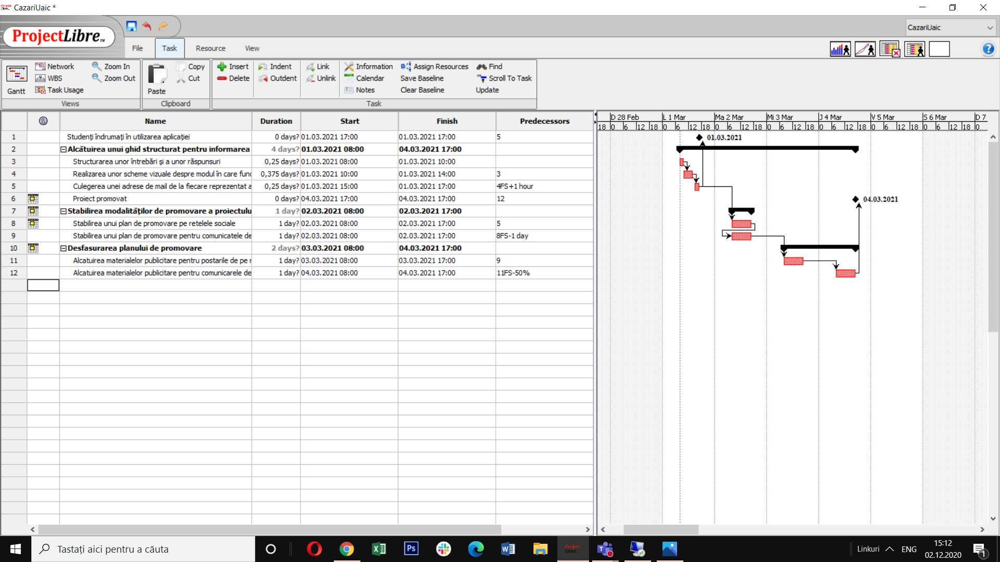 CazariUaic *
CazariUaic
ProjectLibre TM
File Task Resource View
Gantt
Network
WBS
Task Usage
Zoom In
Zoom Out
Views
Paste
Copy
Cut
Clipboard
Insert
Delete
Indent
Outdent
Link
Unlink
Information
Calendar
Notes
Assign Resources
Save Baseline
Clear Baseline
Find
Scroll To Task
Update
Task
Name Duration Start Finish Predecessors
1 Studenți îndrumați în utilizarea aplicației 0 days? 01.03.2021 17:00 01.03.2021 17:00 5
2 Alcătuirea unui ghid structurat pentru informarea 4 days? 01.03.2021 08:00 04.03.2021 17:00
3 Structurarea unor întrebări și a unor răspunsuri 0,25 days? 01.03.2021 08:00 01.03.2021 10:00
4 Realizarea unor scheme vizuale despre modul în care func 0,375 days? 01.03.2021 10:00 01.03.2021 14:00 3
5 Culegerea unei adrese de mail de la fiecare reprezentat a 0,25 days? 01.03.2021 15:00 01.03.2021 17:00 4FS+1 hour
6 Proiect promovat 0 days? 04.03.2021 17:00 04.03.2021 17:00 12
7 Stabilirea modalităților de promovare a proiectulu 1 day? 02.03.2021 08:00 02.03.2021 17:00
8 Stabilirea unui plan de promovare pe retelele sociale 1 day? 02.03.2021 08:00 02.03.2021 17:00 5
9 Stabilirea unui plan de promovare pentru comunicatele de 1 day? 02.03.2021 08:00 02.03.2021 17:00 8FS-1 day
10 Desfasurarea planului de promovare 2 days? 03.03.2021 08:00 04.03.2021 17:00
11 Alcatuirea materialelor publicitare pentru postarile de pe r 1 day? 03.03.2021 08:00 03.03.2021 17:00 9
12 Alcatuirea materialelor publicitare pentru comunicarele de 1 day? 04.03.2021 08:00 04.03.2021 17:00 11FS-50%
D 28 Feb L 1 Mar Ma 2 Mar Mi 3 Mar J 4 Mar V 5 Mar S 6 Mar D 7
18 0 6 12 18 0 6 12 18 0 6 12 18 0 6 12 18 0 6 12 18 0 6 12 18 0 6 12 18 0
01.03.2021
04.03.2021
Tastați aici pentru a căuta
Ps
Project Libre
Linkuri
ENG
15:12
02.12.2020
1